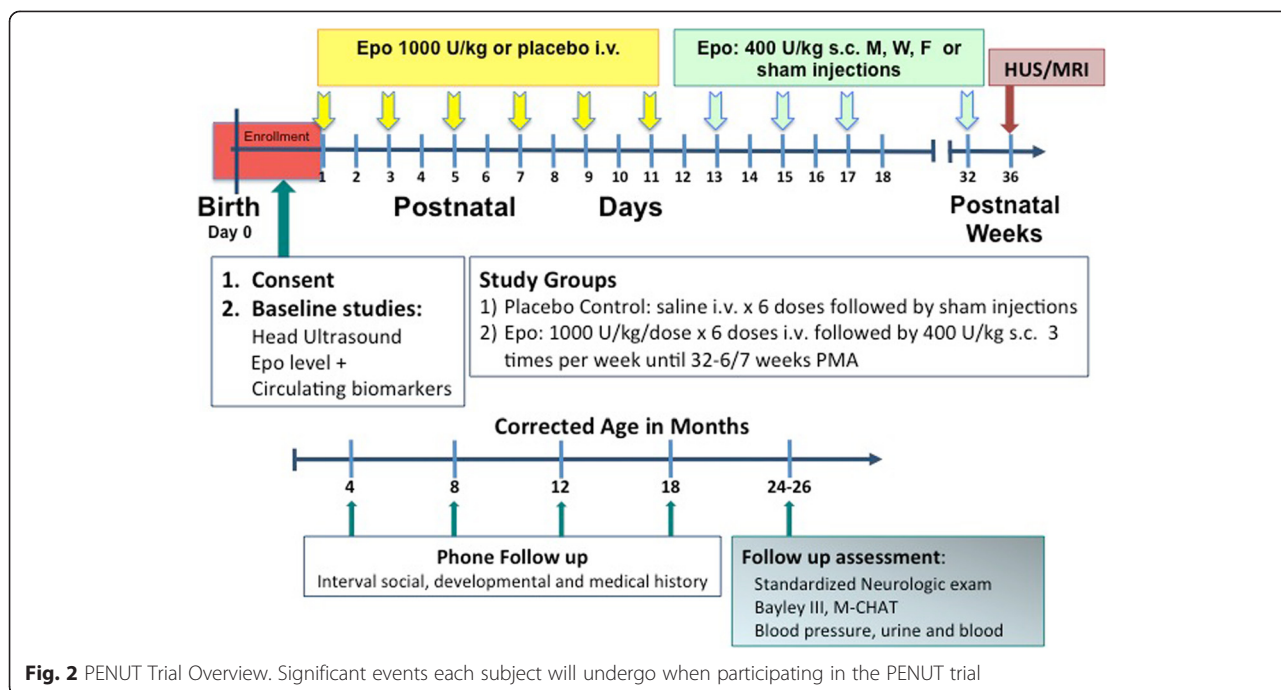 Epo 1000 U/kg or placebo i.v.
Epo: 400 U/kg s.c. M, W, F or
sham injections
HUS/MRI
Enrollment
1 2 3 4 5 6 7 8 9 10 11 12 13 14 15 16 17 18 32 36
Birth
Day 0
Postnatal Days
Postnatal
Weeks
1. Consent
2. Baseline studies:
Head Ultrasound
Epo level +
Circulating biomarkers
Study Groups
1) Placebo Control: saline i.v. x 6 doses followed by sham injections
2) Epo: 1000 U/kg/dose x 6 doses i.v. followed by 400 U/kg s.c. 3
times per week until 32-6/7 weeks PMA
Corrected Age in Months
4 8 12 18 24-26
Phone Follow up
Interval social, developmental and medical history
Follow up assessment:
Standardized Neurologic exam
Bayley III, M-CHAT
Blood pressure, urine and blood
Fig. 2 PENUT Trial Overview. Significant events each subject will undergo when participating in the PENUT trial